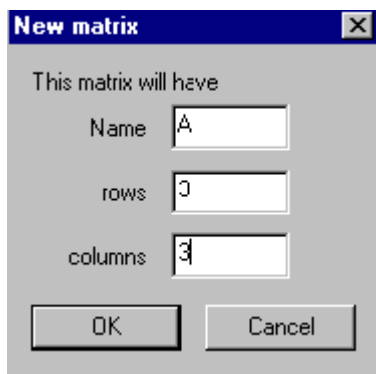 New matrix
This matrix will have
Name A
rows
columns 3
OK Cancel